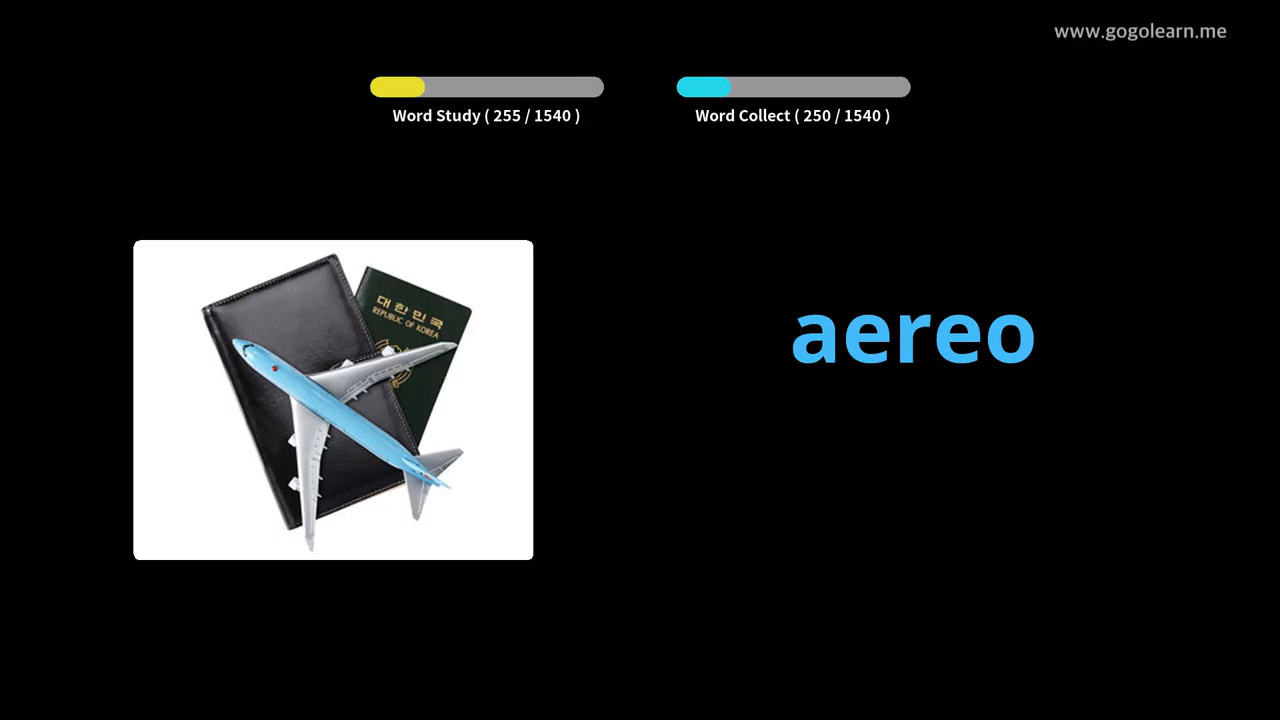 www.gogolearn.me
Word Study ( 255 / 1540 )
Word Collect ( 250 / 1540 )
대한민국
REPUBLIC OF KOREA
aereo